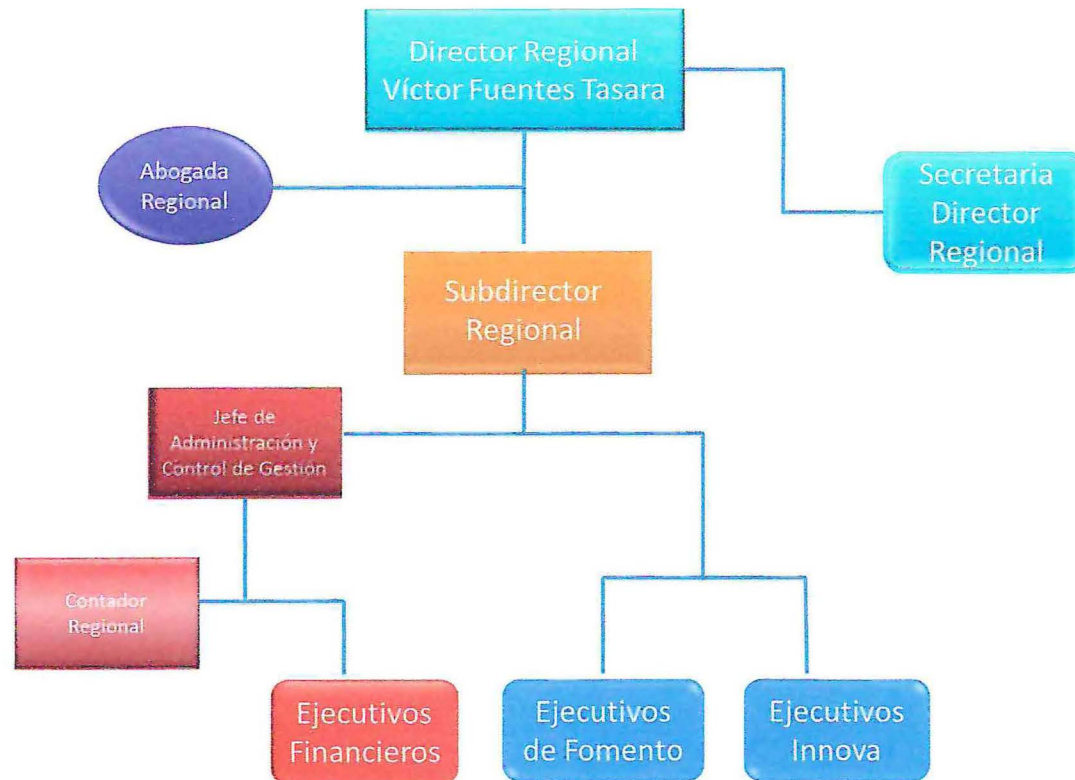 Director Regional
Víctor Fuentes Tasara
Abogada
Regional
Secretaria
Director
Regional
Subdirector
Regional
Jefe de
Administración y
Control de Gestión
Contador
Regional
Ejecutivos
Financieros
Ejecutivos
de Fomento
Ejecutivos
Innova